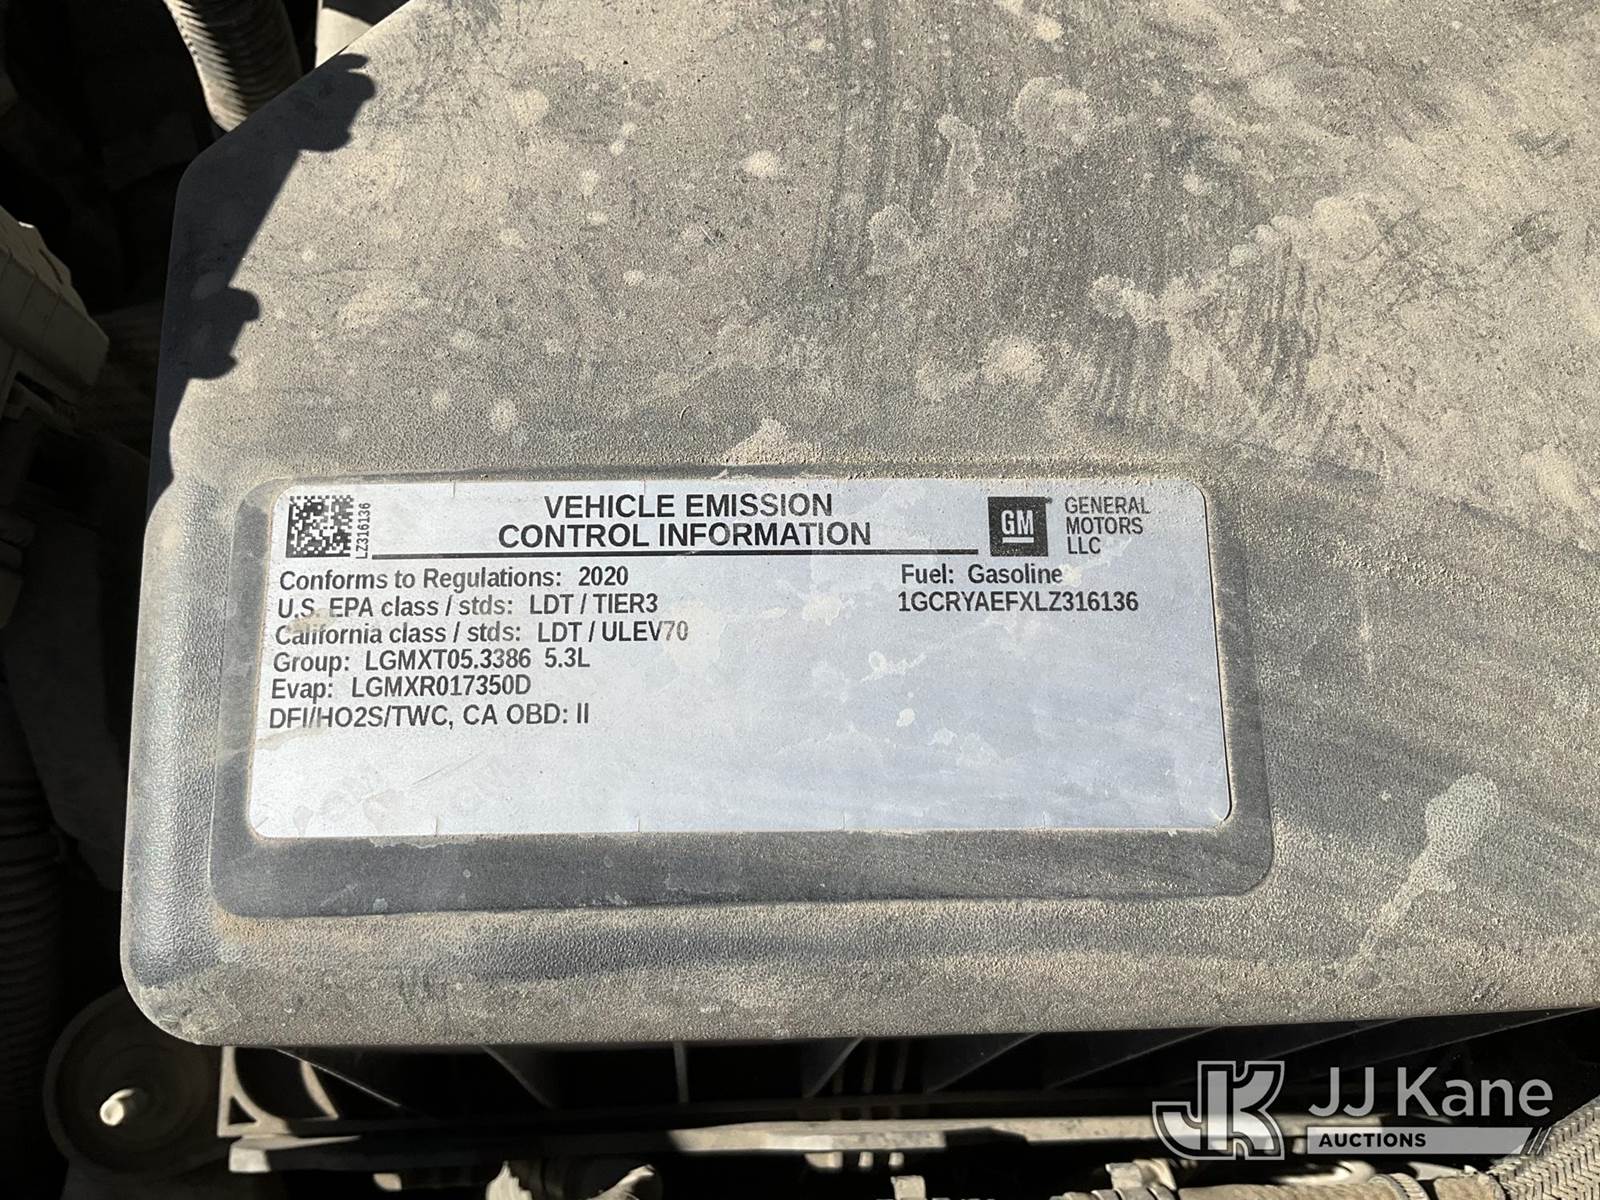 LZ316136
VEHICLE EMISSION
CONTROL INFORMATION
GM
GENERAL
MOTORS
LLC
Conforms to Regulations: 2020
U.S. EPA class / stds: LDT / TIER3
California class / stds: LDT / ULEV70
Group: LGMXT05.3386 5.3L
Evap: LGMXR017350D
DFI/HO2S/TWC, CA OBD: II
Fuel: Gasoline
1GCRYAEFXLZ316136
JK JJ Kane
AUCTIONS